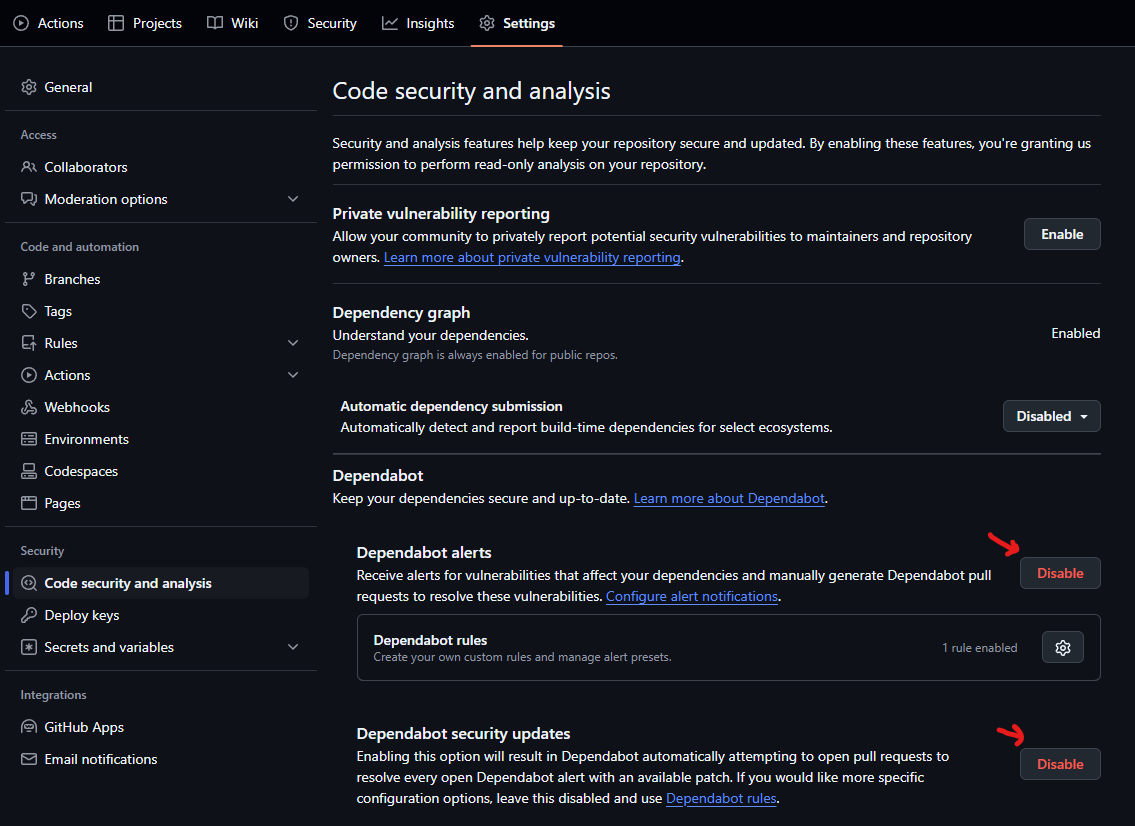 Actions
Projects
Wiki
Security
Insights
Settings
General
Access
Collaborators
Moderation options
Code and automation
Branches
Tags
Rules
Actions
Webhooks
Environments
Codespaces
Pages
Security
Code security and analysis
Deploy keys
Secrets and variables
Integrations
GitHub Apps
Email notifications
Code security and analysis
Security and analysis features help keep your repository secure and updated. By enabling these features, you're granting us
permission to perform read-only analysis on your repository.
Private vulnerability reporting
Allow your community to privately report potential security vulnerabilities to maintainers and repository
owners. Learn more about private vulnerability reporting.
Enable
Dependency graph
Understand your dependencies.
Dependency graph is always enabled for public repos.
Enabled
Automatic dependency submission
Automatically detect and report build-time dependencies for select ecosystems.
Disabled
Dependabot
Keep your dependencies secure and up-to-date. Learn more about Dependabot.
Dependabot alerts
Receive alerts for vulnerabilities that affect your dependencies and manually generate Dependabot pull
requests to resolve these vulnerabilities. Configure alert notifications.
Disable
Dependabot rules
Create your own custom rules and manage alert presets.
1 rule enabled
Dependabot security updates
Enabling this option will result in Dependabot automatically attempting to open pull requests to
resolve every open Dependabot alert with an available patch. If you would like more specific
configuration options, leave this disabled and use Dependabot rules.
Disable